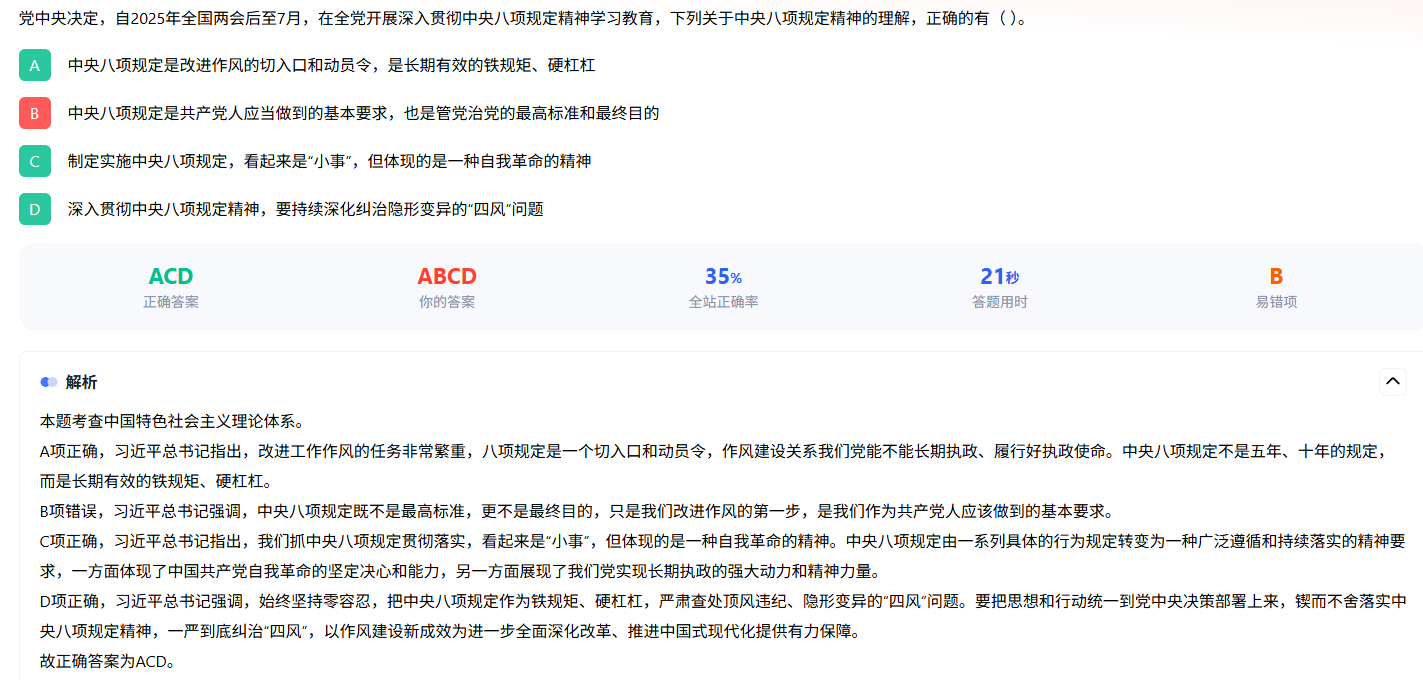 党中央决定，自2025年全国两会后至7月，在全党开展深入贯彻中央八项规定精神学习教育，下列关于中央八项规定精神的理解，正确的有（ ）。
A 中央八项规定是改进作风的切入口和动员令，是长期有效的铁规矩、硬杠杠
B 中央八项规定是共产党人应当做到的基本要求，也是管党治党的最高标准和最终目的
C 制定实施中央八项规定，看起来是“小事”，但体现的是一种自我革命的精神
D 深入贯彻中央八项规定精神，要持续深化纠治隐形变异的“四风”问题
ACD ABCD 35% 21秒 B
正确答案 你的答案 全站正确率 答题用时 易错项
解析
本题考查中国特色社会主义理论体系。
A项正确，习近平总书记指出，改进工作作风的任务非常繁重，八项规定是一个切入口和动员令，作风建设关系我们党能不能长期执政、履行好执政使命。中央八项规定不是五年、十年的规定，
而是长期有效的铁规矩、硬杠杠。
B项错误，习近平总书记强调，中央八项规定既不是最高标准，更不是最终目的，只是我们改进作风的第一步，是我们作为共产党人应该做到的基本要求。
C项正确，习近平总书记指出，我们抓中央八项规定贯彻落实，看起来是“小事”，但体现的是一种自我革命的精神。中央八项规定由一系列具体的行为规定转变为一种广泛遵循和持续落实的精神要
求，一方面体现了中国共产党自我革命的坚定决心和能力，另一方面展现了我们党实现长期执政的强大动力和精神力量。
D项正确，习近平总书记强调，始终坚持零容忍，把中央八项规定作为铁规矩、硬杠杠，严肃查处顶风违纪、隐形变异的“四风”问题。要把思想和行动统一到党中央决策部署上来，锲而不舍落实中
央八项规定精神，一严到底纠治“四风”，以作风建设新成效为进一步全面深化改革、推进中国式现代化提供有力保障。
故正确答案为ACD。